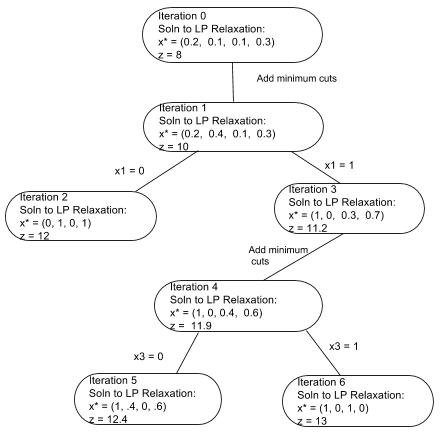 Iteration 0
Soln to LP Relaxation:
x* = (0.2, 0.1, 0.1, 0.3)
z = 8
Add minimum cuts
Iteration 1
Soln to LP Relaxation:
x* = (0.2, 0.4, 0.1, 0.3)
z = 10
x1 = 0
x1 = 1
Iteration 2
Soln to LP Relaxation:
x* = (0, 1, 0, 1)
z = 12
Iteration 3
Soln to LP Relaxation:
x* = (1, 0, 0.3, 0.7)
z = 11.2
Add minimum
cuts
Iteration 4
Soln to LP Relaxation:
x* = (1, 0, 0.4, 0.6)
z = 11.9
x3 = 0
x3 = 1
Iteration 5
Soln to LP Relaxation:
x* = (1, .4, 0, .6)
z = 12.4
Iteration 6
Soln to LP Relaxation:
x* = (1, 0, 1, 0)
z = 13